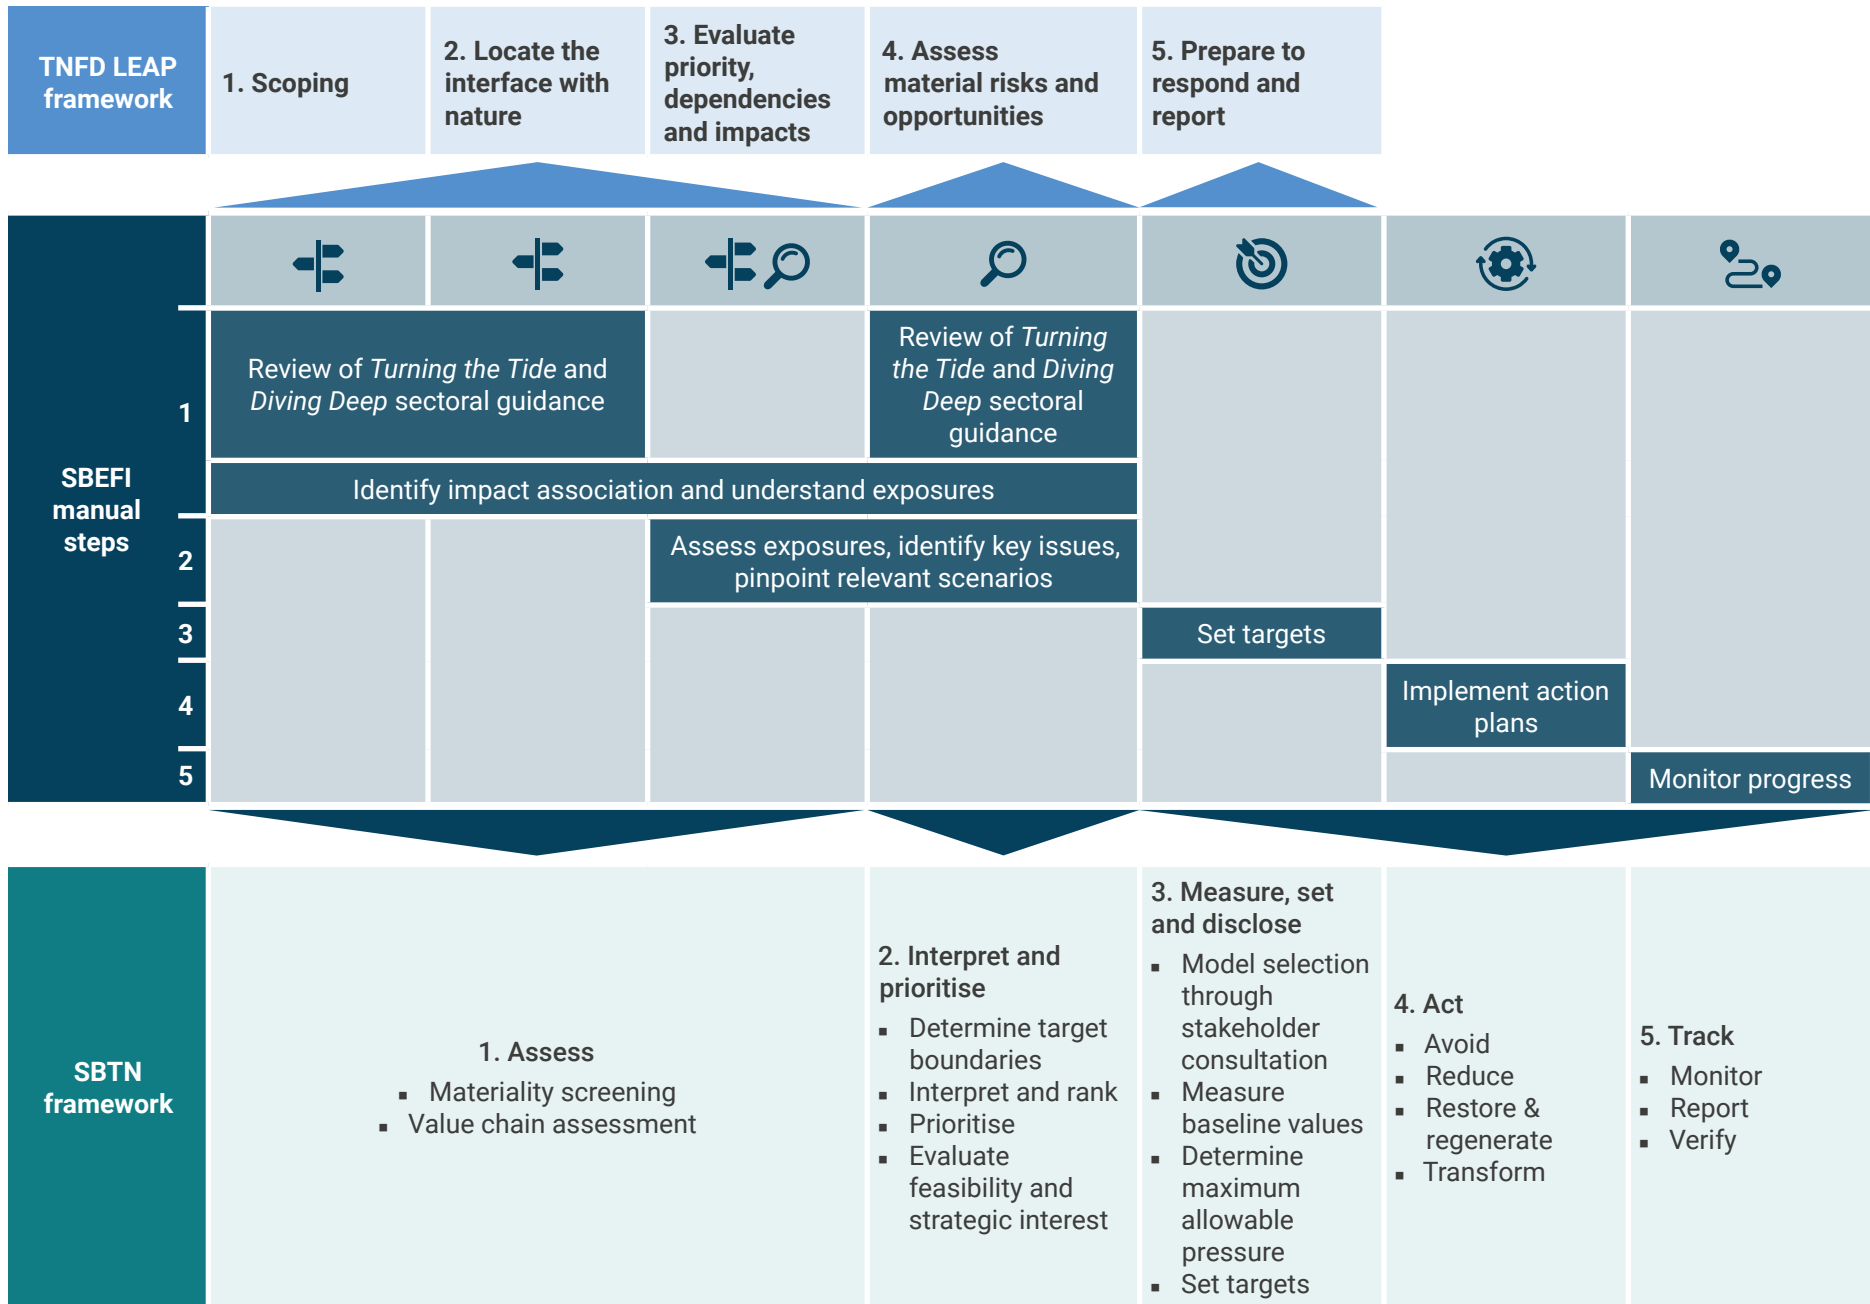 TNFD LEAP
framework
1. Scoping
2. Locate the
interface with
nature
3. Evaluate
priority,
dependencies
and impacts
4. Assess
material risks and
opportunities
5. Prepare to
respond and
report
SBEFI
manual
steps
1
Review of Turning the Tide and
Diving Deep sectoral guidance
Review of Turning
the Tide and Diving
Deep sectoral
guidance
Identify impact association and understand exposures
2
Assess exposures, identify key issues,
pinpoint relevant scenarios
3
Set targets
4
Implement action
plans
5
Monitor progress
SBTN
framework
1. Assess
▪ Materiality screening
▪ Value chain assessment
2. Interpret and
prioritise
▪ Determine target
boundaries
▪ Interpret and rank
▪ Prioritise
▪ Evaluate
feasibility and
strategic interest
3. Measure, set
and disclose
▪ Model selection
through
stakeholder
consultation
▪ Measure
baseline values
▪ Determine
maximum
allowable
pressure
▪ Set targets
4. Act
▪ Avoid
▪ Reduce
▪ Restore &
regenerate
▪ Transform
5. Track
▪ Monitor
▪ Report
▪ Verify